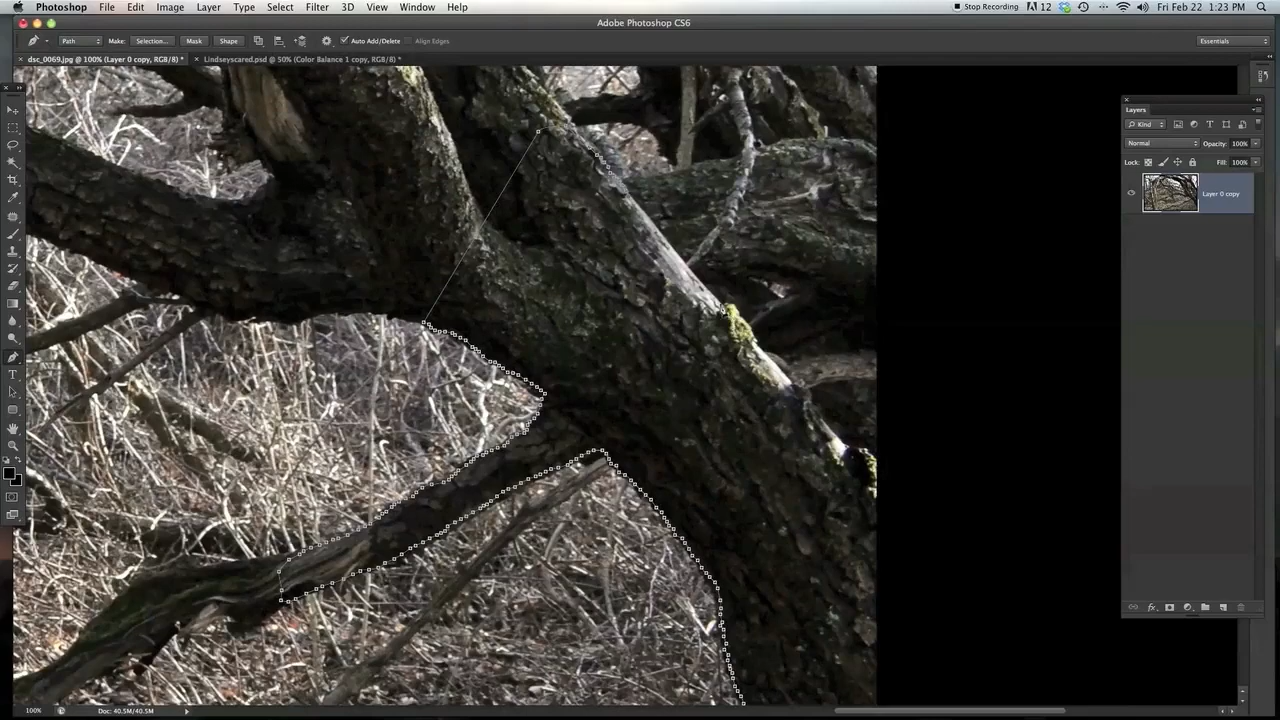 Photoshop File Edit Image Layer Type Select Filter 3D View Window Help
Stop Recording 12 Fri Feb 22 1:23 PM
Adobe Photoshop CS6
Path Make: Selection... Mask Shape Auto Add/Delete Align Edges Essentials
dsc_0069.jpg @ 100% (Layer 0 copy, RGB/8) * Lindseyscared.psd @ 50% (Color Balance 1 copy, RGB/8) *
Layers
Kind
Normal Opacity: 100%
Lock: Fill: 100%
Layer 0 copy
fx
100% Doc: 40.5M/40.5M